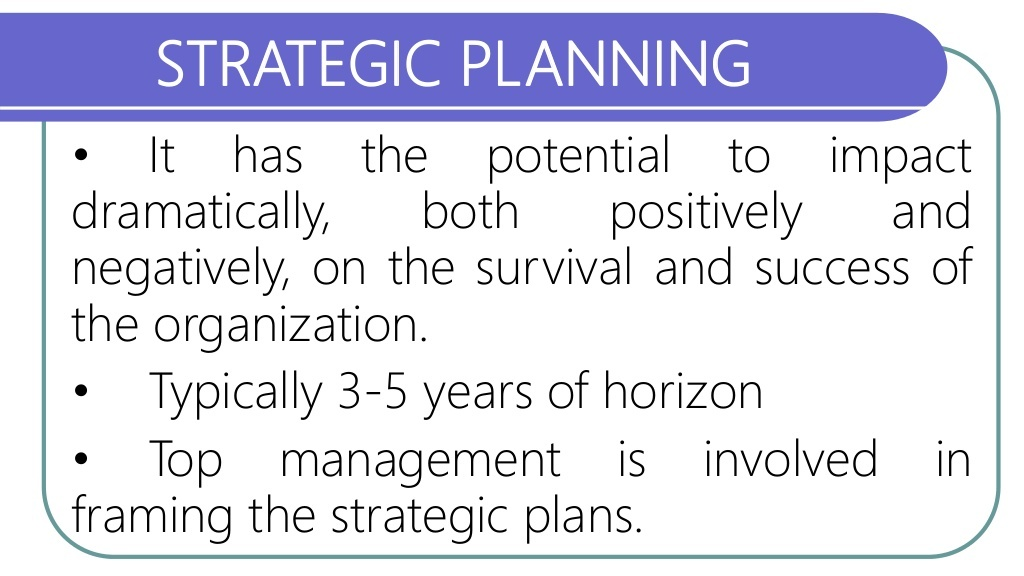 STRATEGIC PLANNING
• It has the potential to impact
dramatically, both positively and
negatively, on the survival and success of
the organization.
• Typically 3-5 years of horizon
• Top management is involved in
framing the strategic plans.